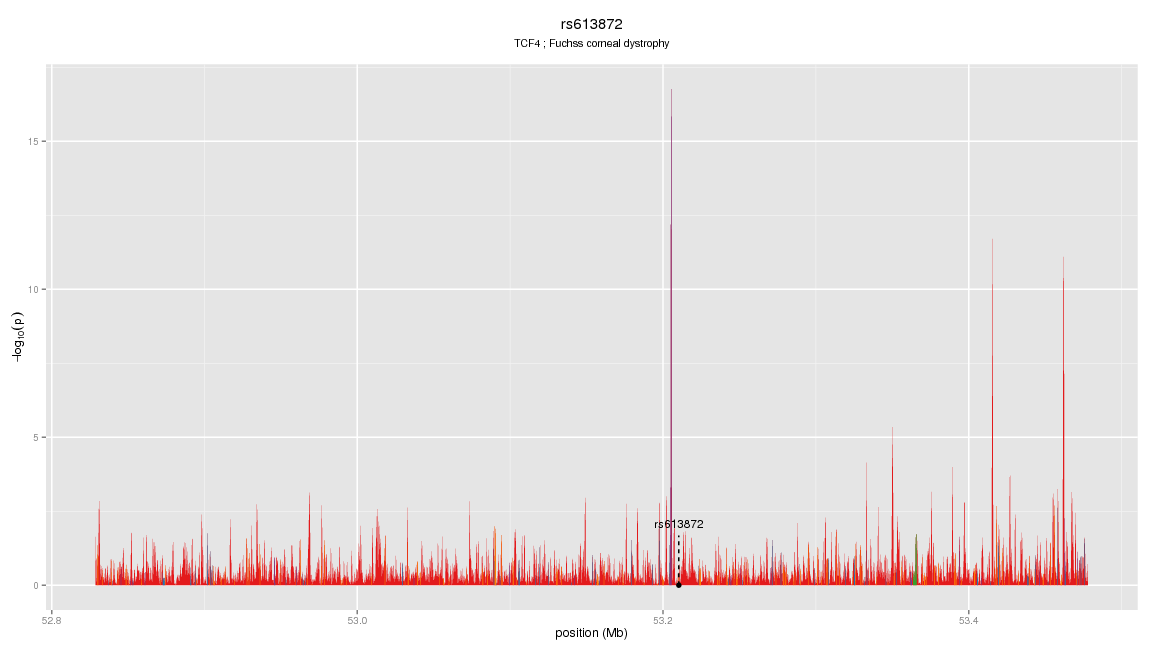 rs613872
TCF4 ; Fuchss corneal dystrophy
15
10
5
0
−log10(p)
rs613872
52.8 53.0 53.2 53.4
position (Mb)